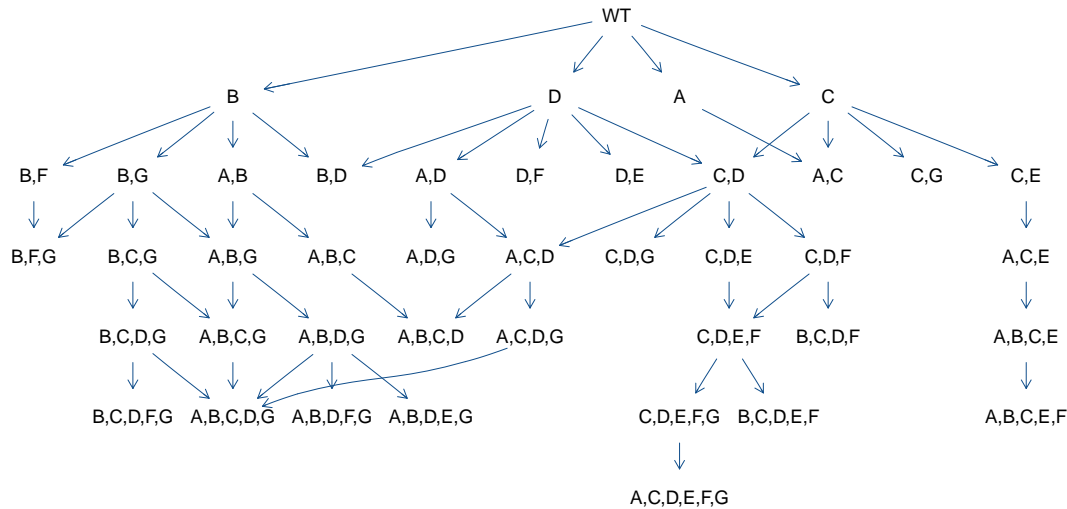 WT
B D A C
B,F B,G A,B B,D A,D D,F D,E C,D A,C C,G C,E
B,F,G B,C,G A,B,G A,B,C A,D,G A,C,D C,D,G C,D,E C,D,F A,C,E
B,C,D,G A,B,C,G A,B,D,G A,B,C,D A,C,D,G C,D,E,F B,C,D,F A,B,C,E
B,C,D,F,G A,B,C,D,G A,B,D,F,G A,B,D,E,G C,D,E,F,G B,C,D,E,F A,B,C,E,F
A,C,D,E,F,G